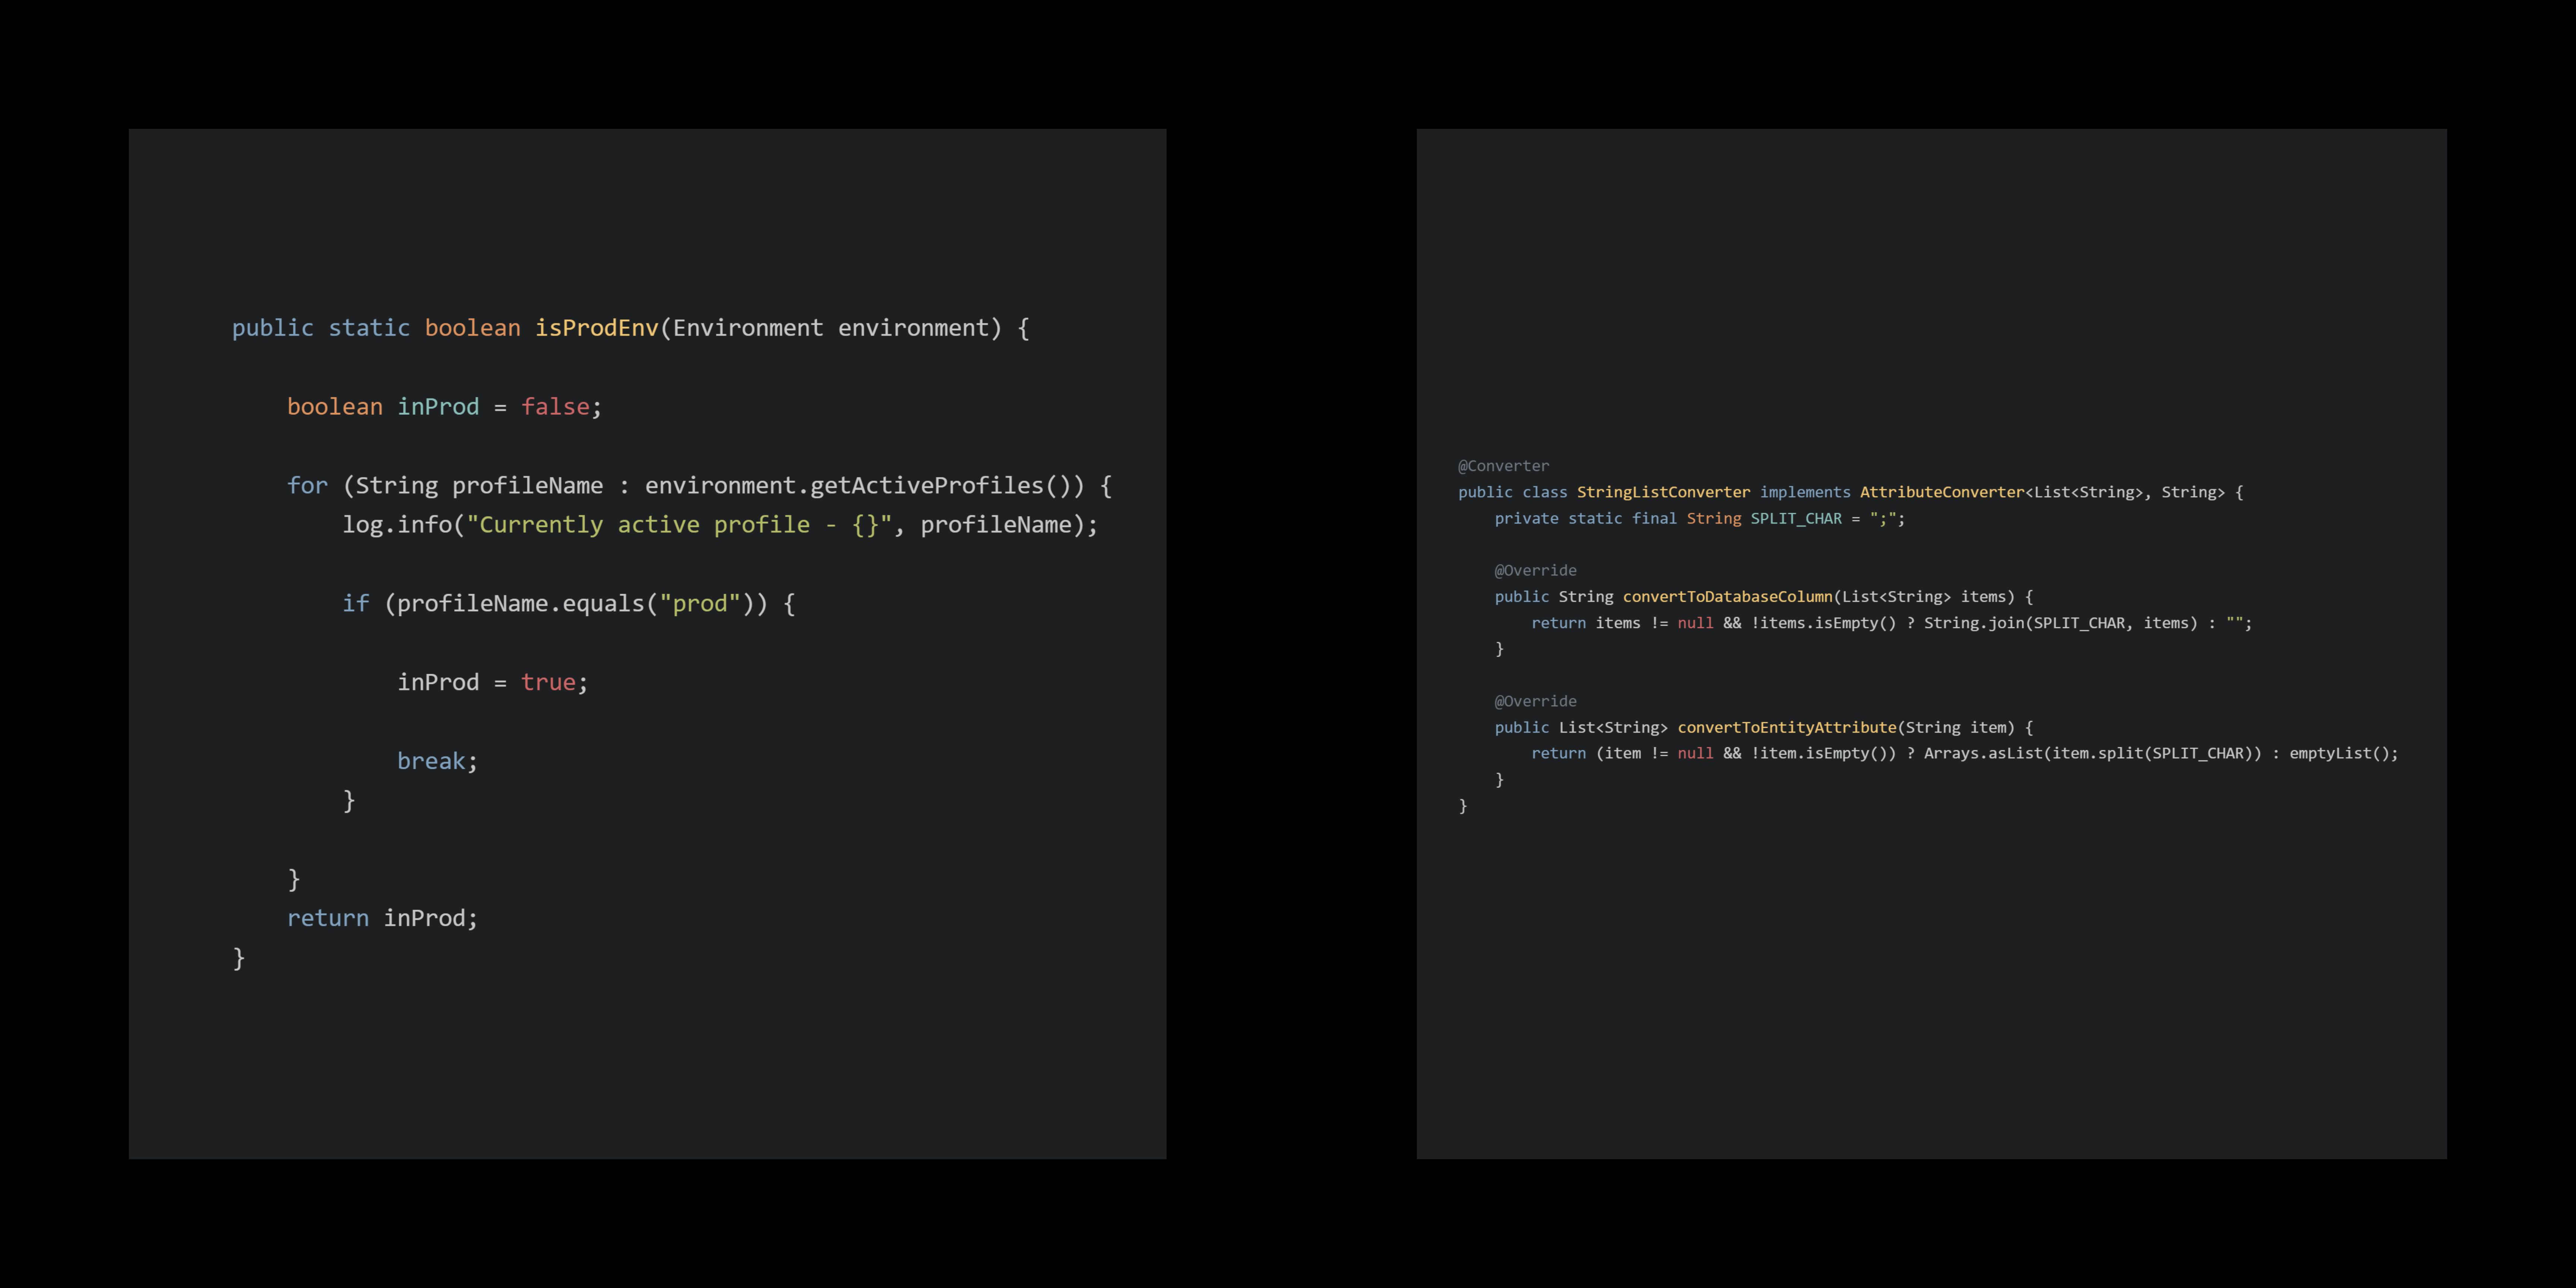 public static boolean isProdEnv(Environment environment) {
boolean inProd = false;
for (String profileName : environment.getActiveProfiles()) {
log.info("Currently active profile - {}", profileName);
if (profileName.equals("prod")) {
inProd = true;
break;
}
}
return inProd;
}
@Converter
public class StringListConverter implements AttributeConverter<List<String>, String> {
private static final String SPLIT_CHAR = ";";
@Override
public String convertToDatabaseColumn(List<String> items) {
return items != null && !items.isEmpty() ? String.join(SPLIT_CHAR, items) : "";
}
@Override
public List<String> convertToEntityAttribute(String item) {
return (item != null && !item.isEmpty()) ? Arrays.asList(item.split(SPLIT_CHAR)) : emptyList();
}
}